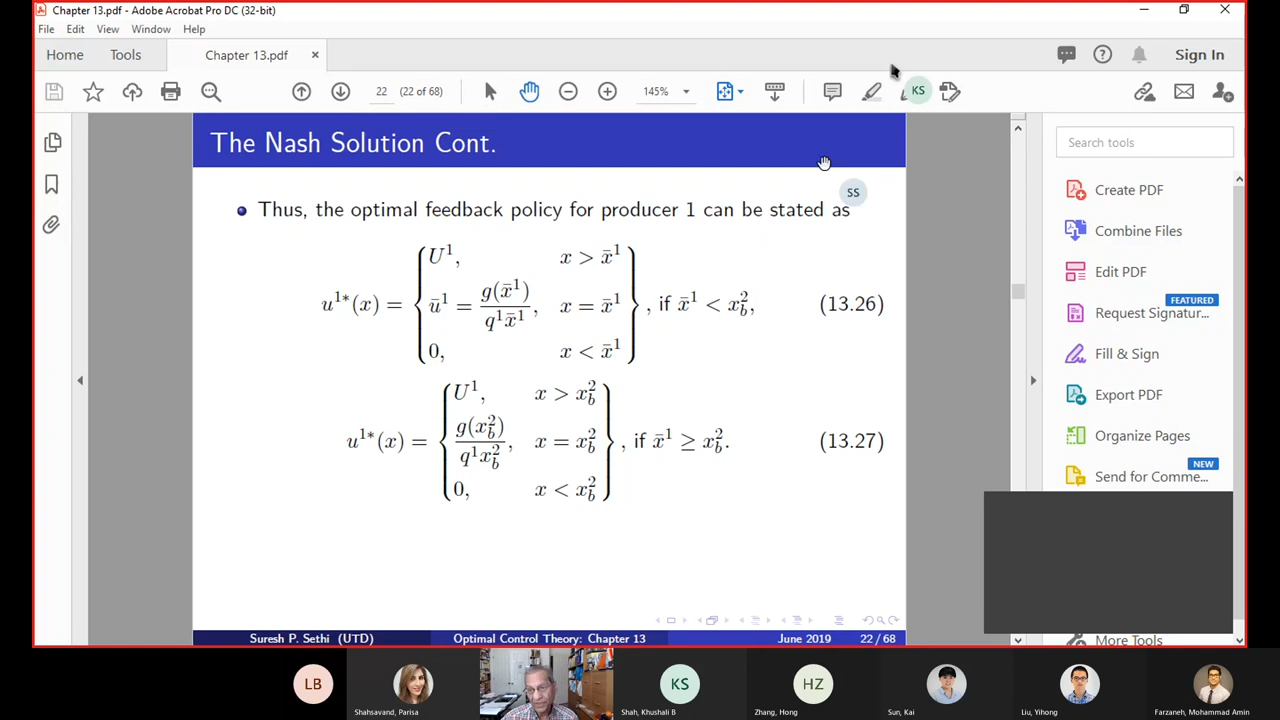 Chapter 13.pdf - Adobe Acrobat Pro DC (32-bit)
File Edit View Window Help
Home Tools Chapter 13.pdf × Sign In
22 (22 of 68) 145% KS
The Nash Solution Cont.
SS
Thus, the optimal feedback policy for producer 1 can be stated as
u^{1*}(x) = { U^1, x > x̄^1
ū^1 = g(x̄^1) / q^1 x̄^1, x = x̄^1
0, x < x̄^1 } , if x̄^1 < x_b^2, (13.26)
u^{1*}(x) = { U^1, x > x_b^2
g(x_b^2) / q^1 x_b^2, x = x_b^2
0, x < x_b^2 } , if x̄^1 ≥ x_b^2. (13.27)
Suresh P. Sethi (UTD) Optimal Control Theory: Chapter 13 June 2019 22 / 68
Search tools
Create PDF
Combine Files
Edit PDF
FEATURED
Request Signatur...
Fill & Sign
Export PDF
Organize Pages
NEW
Send for Comme...
More Tools
LB KS HZ
Shahsavand, Parisa Shah, Khushali B Zhang, Hong Sun, Kai Liu, Yihong Farzaneh, Mohammad Amin